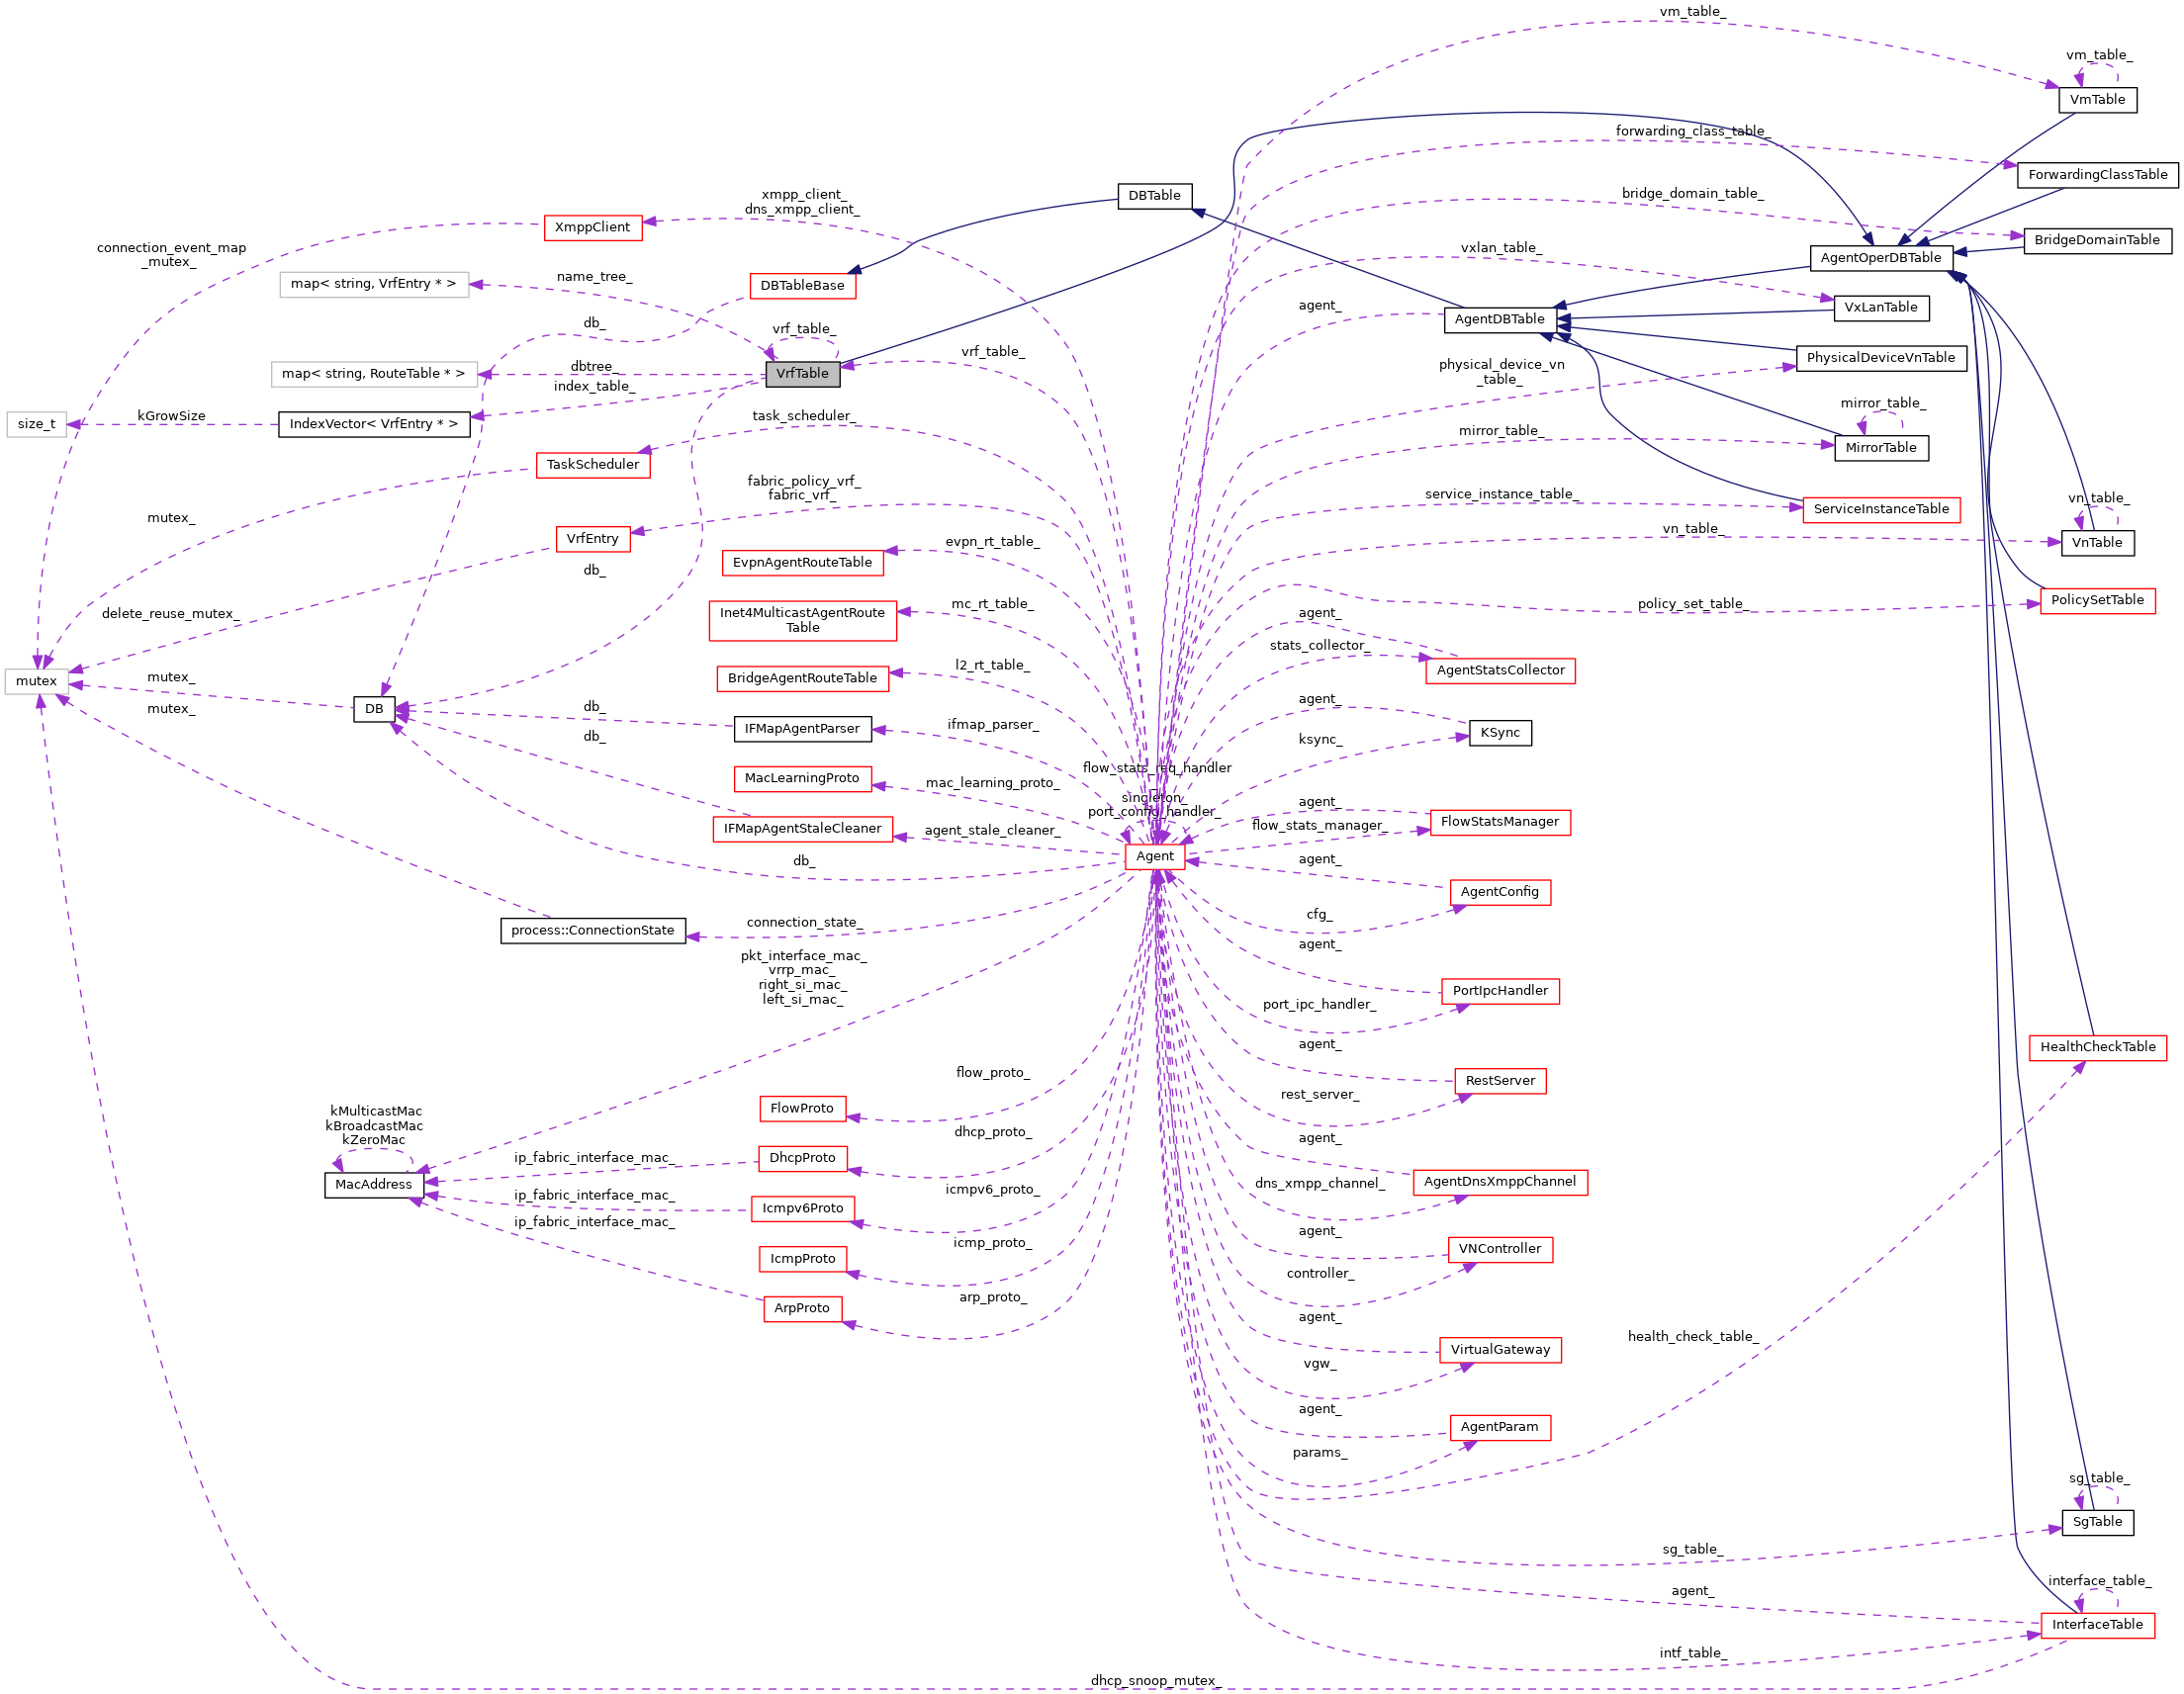 vm_table_
vm_table_
VmTable
forwarding_class_table_
ForwardingClassTable
xmpp_client_
dns_xmpp_client_
DBTable
bridge_domain_table_
BridgeDomainTable
XmppClient
connection_event_map
_mutex_
vxlan_table_
AgentOperDBTable
map< string, VrfEntry * >
name_tree_
DBTableBase
agent_
VxLanTable
db_
vrf_table_
AgentDBTable
vrf_table_
PhysicalDeviceVnTable
map< string, RouteTable * >
dbtree_
VrfTable
physical_device_vn
_table_
index_table_
size_t
kGrowSize
IndexVector< VrfEntry * >
task_scheduler_
mirror_table_
mirror_table_
MirrorTable
TaskScheduler
fabric_policy_vrf_
fabric_vrf_
service_instance_table_
ServiceInstanceTable
vn_table_
mutex_
VrfEntry
evpn_rt_table_
vn_table_
VnTable
db_
EvpnAgentRouteTable
delete_reuse_mutex_
Inet4MulticastAgentRoute
Table
mc_rt_table_
agent_
policy_set_table_
PolicySetTable
stats_collector_
mutex
mutex_
BridgeAgentRouteTable
l2_rt_table_
AgentStatsCollector
mutex_
DB
db_
agent_
IFMapAgentParser
ifmap_parser_
ksync_
KSync
db_
MacLearningProto
mac_learning_proto_
flow_stats_req_handler
_
singleton_
port_config_handler_
agent_
IFMapAgentStaleCleaner
agent_stale_cleaner_
flow_stats_manager_
FlowStatsManager
db_
Agent
agent_
AgentConfig
process::ConnectionState
connection_state_
cfg_
agent_
pkt_interface_mac_
vrrp_mac_
right_si_mac_
left_si_mac_
PortIpcHandler
port_ipc_handler_
agent_
HealthCheckTable
flow_proto_
RestServer
rest_server_
FlowProto
kMulticastMac
kBroadcastMac
kZeroMac
dhcp_proto_
agent_
ip_fabric_interface_mac_
DhcpProto
MacAddress
dns_xmpp_channel_
AgentDnsXmppChannel
ip_fabric_interface_mac_
icmpv6_proto_
Icmpv6Proto
ip_fabric_interface_mac_
agent_
icmp_proto_
VNController
IcmpProto
controller_
arp_proto_
ArpProto
agent_
health_check_table_
VirtualGateway
vgw_
agent_
AgentParam
params_
sg_table_
SgTable
sg_table_
interface_table_
agent_
InterfaceTable
intf_table_
dhcp_snoop_mutex_